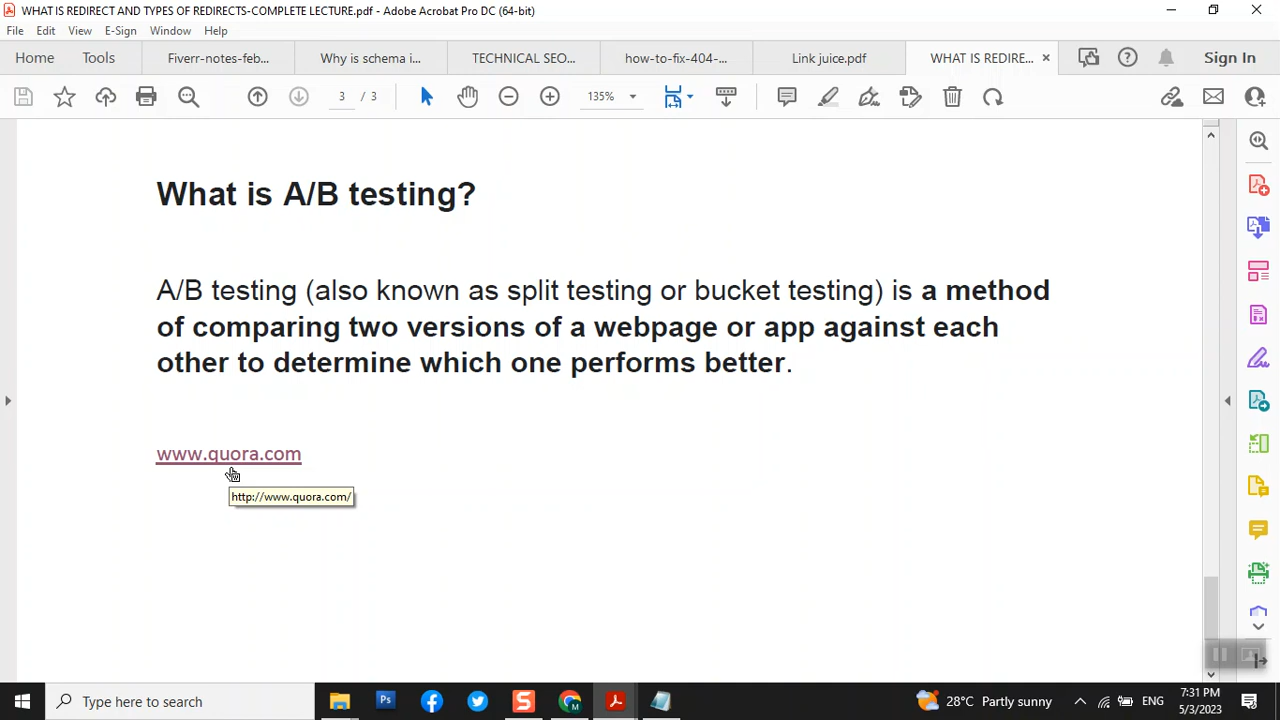 WHAT IS REDIRECT AND TYPES OF REDIRECTS-COMPLETE LECTURE.pdf - Adobe Acrobat Pro DC (64-bit)
File Edit View E-Sign Window Help
Home Tools Fiverr-notes-feb... Why is schema i... TECHNICAL SEO... how-to-fix-404-... Link juice.pdf WHAT IS REDIRE... × Sign In
3 / 3 135%
What is A/B testing?
A/B testing (also known as split testing or bucket testing) is a method
of comparing two versions of a webpage or app against each
other to determine which one performs better.
www.quora.com
http://www.quora.com/
Type here to search Ps S M 28°C Partly sunny ENG 7:31 PM
5/3/2023